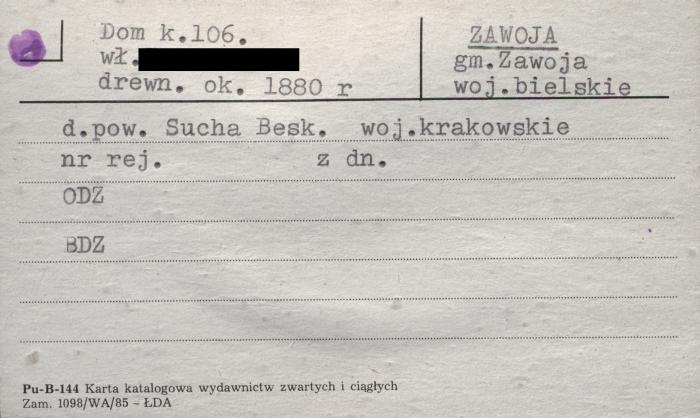 Dom k.106.
wł.
drewn. ok. 1880 r
ZAWOJA
gm.Zawoja
woj.bielskie
d.pow. Sucha Besk. woj.krakowskie
nr rej. z dn.
ODZ
BDZ
Pu-B-144 Karta katalogowa wydawnictw zwartych i ciągłych
Zam. 1098/WA/85 – ŁDA